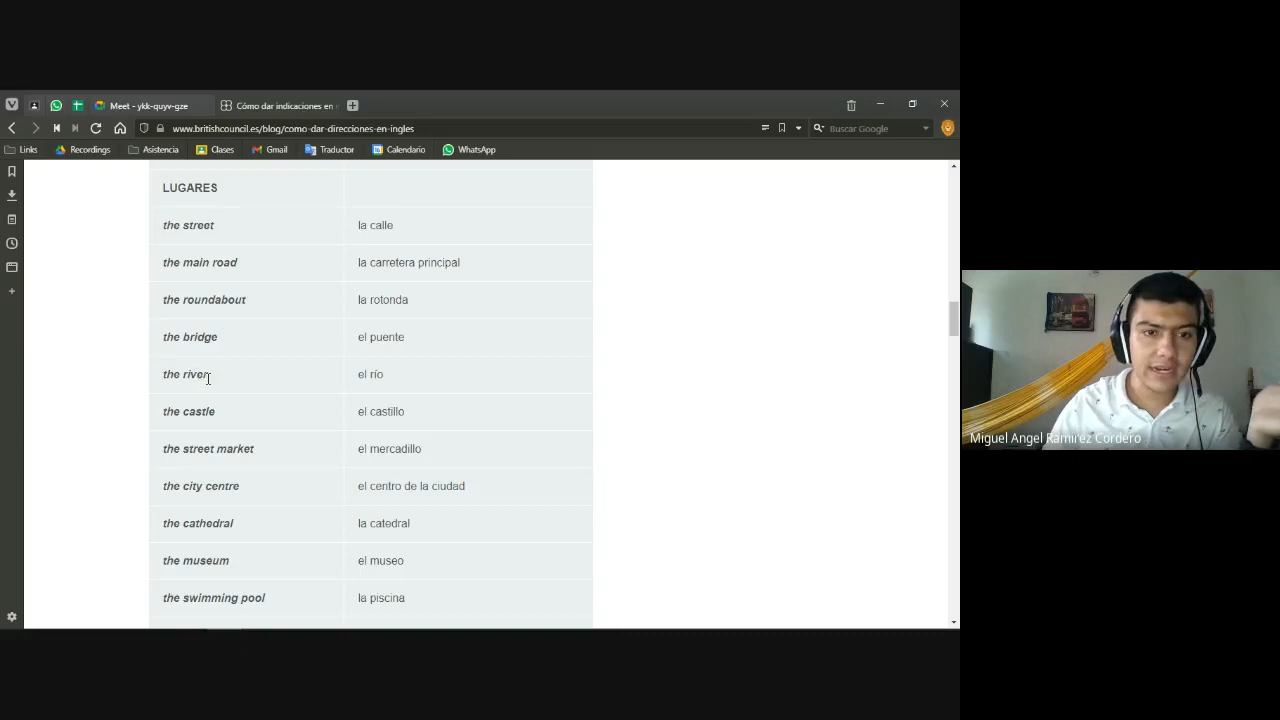 Meet - ykk-quyv-gze
Cómo dar indicaciones en
www.britishcouncil.es/blog/como-dar-direcciones-en-ingles
Buscar Google
Links Recordings Asistencia Clases Gmail Traductor Calendario WhatsApp
LUGARES
the street la calle
the main road la carretera principal
the roundabout la rotonda
the bridge el puente
the river el río
the castle el castillo
the street market el mercadillo
the city centre el centro de la ciudad
the cathedral la catedral
the museum el museo
the swimming pool la piscina
Miguel Angel Ramirez Cordero